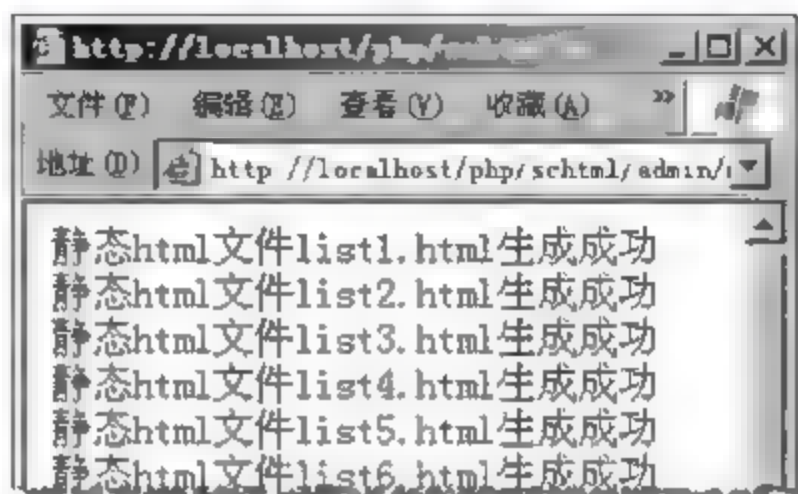 http://localhost/php/
文件(F) 编辑(E) 查看(V) 收藏(A) »
地址(D) http //localhost/php/schtml/admin/
静态html文件list1.html生成成功
静态html文件list2.html生成成功
静态html文件list3.html生成成功
静态html文件list4.html生成成功
静态html文件list5.html生成成功
静态html文件list6.html生成成功